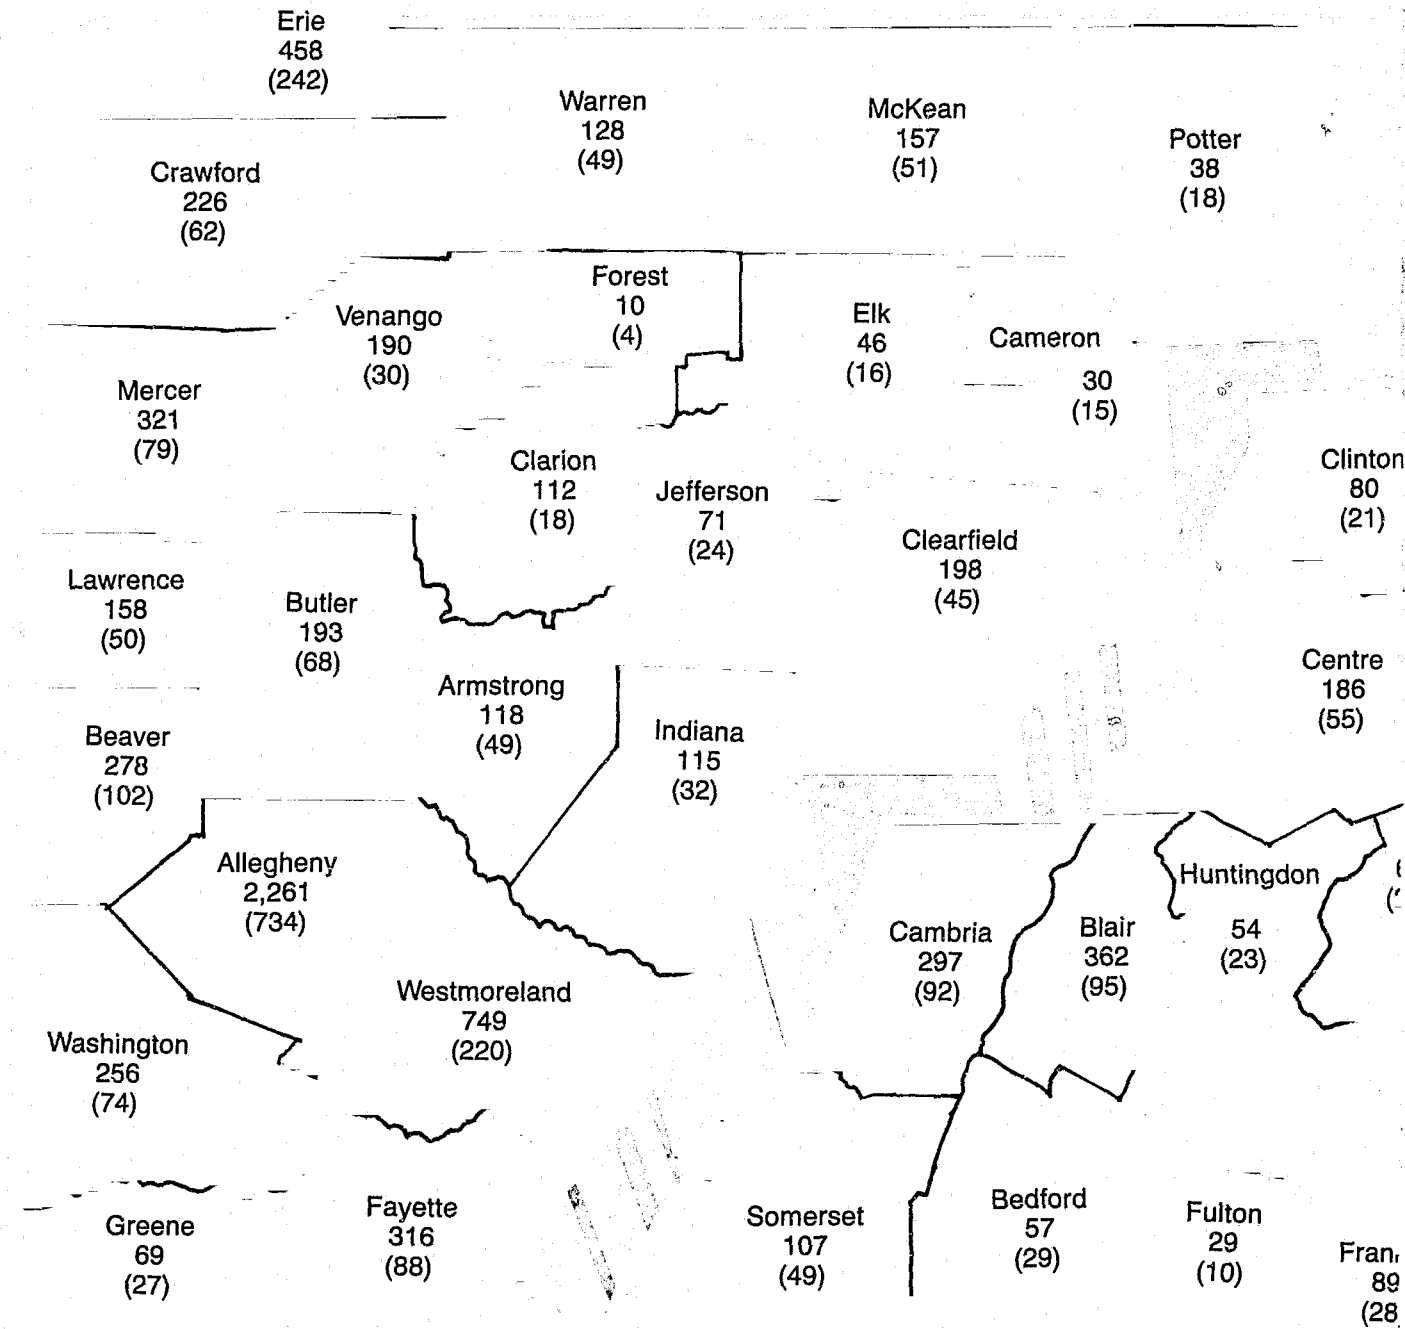 Erie
458
(242)
Warren
128
(49)
McKean
157
(51)
Potter
38
(18)
Crawford
226
(62)
Forest
10
(4)
Venango
190
(30)
Elk
46
(16)
Cameron
30
(15)
Mercer
321
(79)
Clarion
112
(18)
Jefferson
71
(24)
Clinton
80
(21)
Clearfield
198
(45)
Lawrence
158
(50)
Butler
193
(68)
Centre
186
(55)
Armstrong
118
(49)
Indiana
115
(32)
Beaver
278
(102)
Allegheny
2,261
(734)
Huntingdon
54
(23)
Cambria
297
(92)
Blair
362
(95)
Westmoreland
749
(220)
Washington
256
(74)
Greene
69
(27)
Fayette
316
(88)
Somerset
107
(49)
Bedford
57
(29)
Fulton
29
(10)
Fran
89
(28